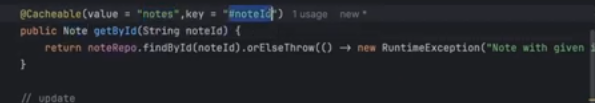 @Cacheable(value = "notes",key = "#noteId") 1 usage new *
public Note getById(String noteId) {
return noteRepo.findById(noteId).orElseThrow(() -> new RuntimeException("Note with given i
}
// update